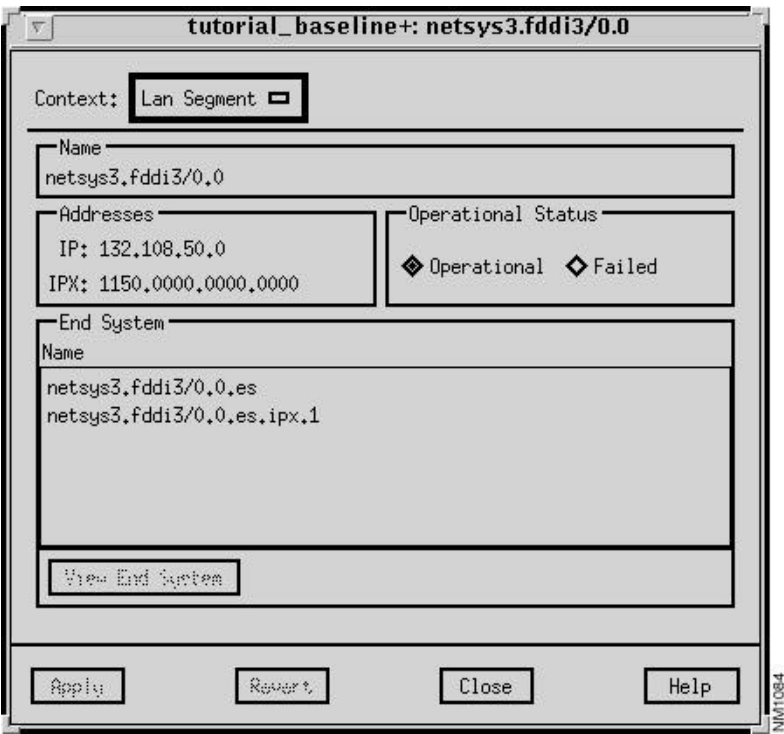 tutorial_baseline+: netsys3.fddi3/0.0
Context: Lan Segment
Name
netsys3.fddi3/0.0
Addresses
IP: 132.108.50.0
IPX: 1150.0000.0000.0000
Operational Status
Operational Failed
End System
Name
netsys3.fddi3/0.0.es
netsys3.fddi3/0.0.es.ipx.1
View End System
Apply Revert Close Help
NM1084